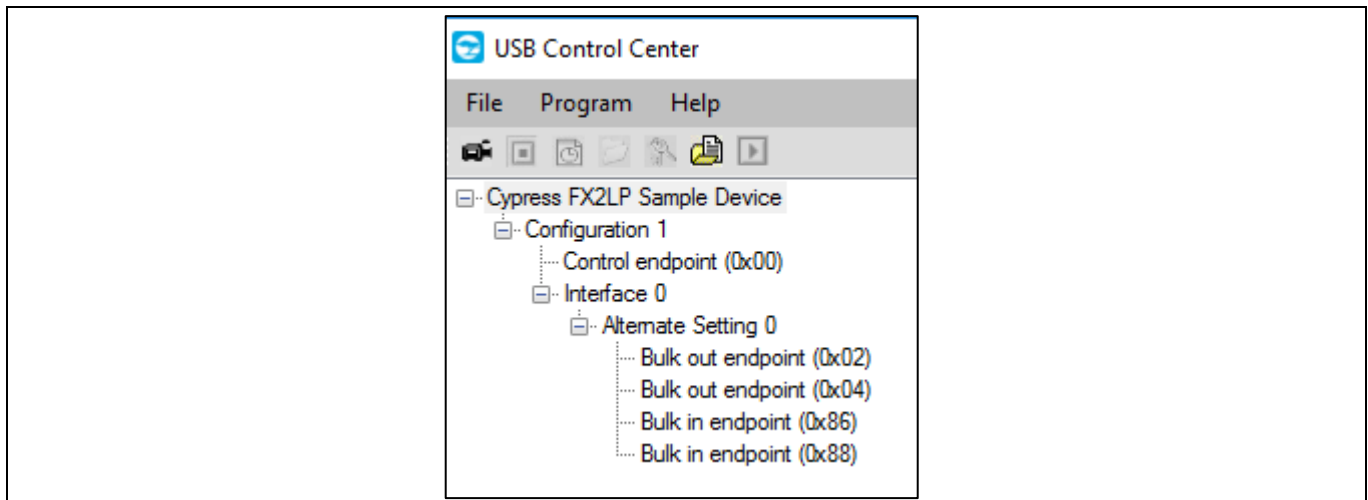 USB Control Center
File Program Help
Cypress FX2LP Sample Device
Configuration 1
Control endpoint (0x00)
Interface 0
Alternate Setting 0
Bulk out endpoint (0x02)
Bulk out endpoint (0x04)
Bulk in endpoint (0x86)
Bulk in endpoint (0x88)